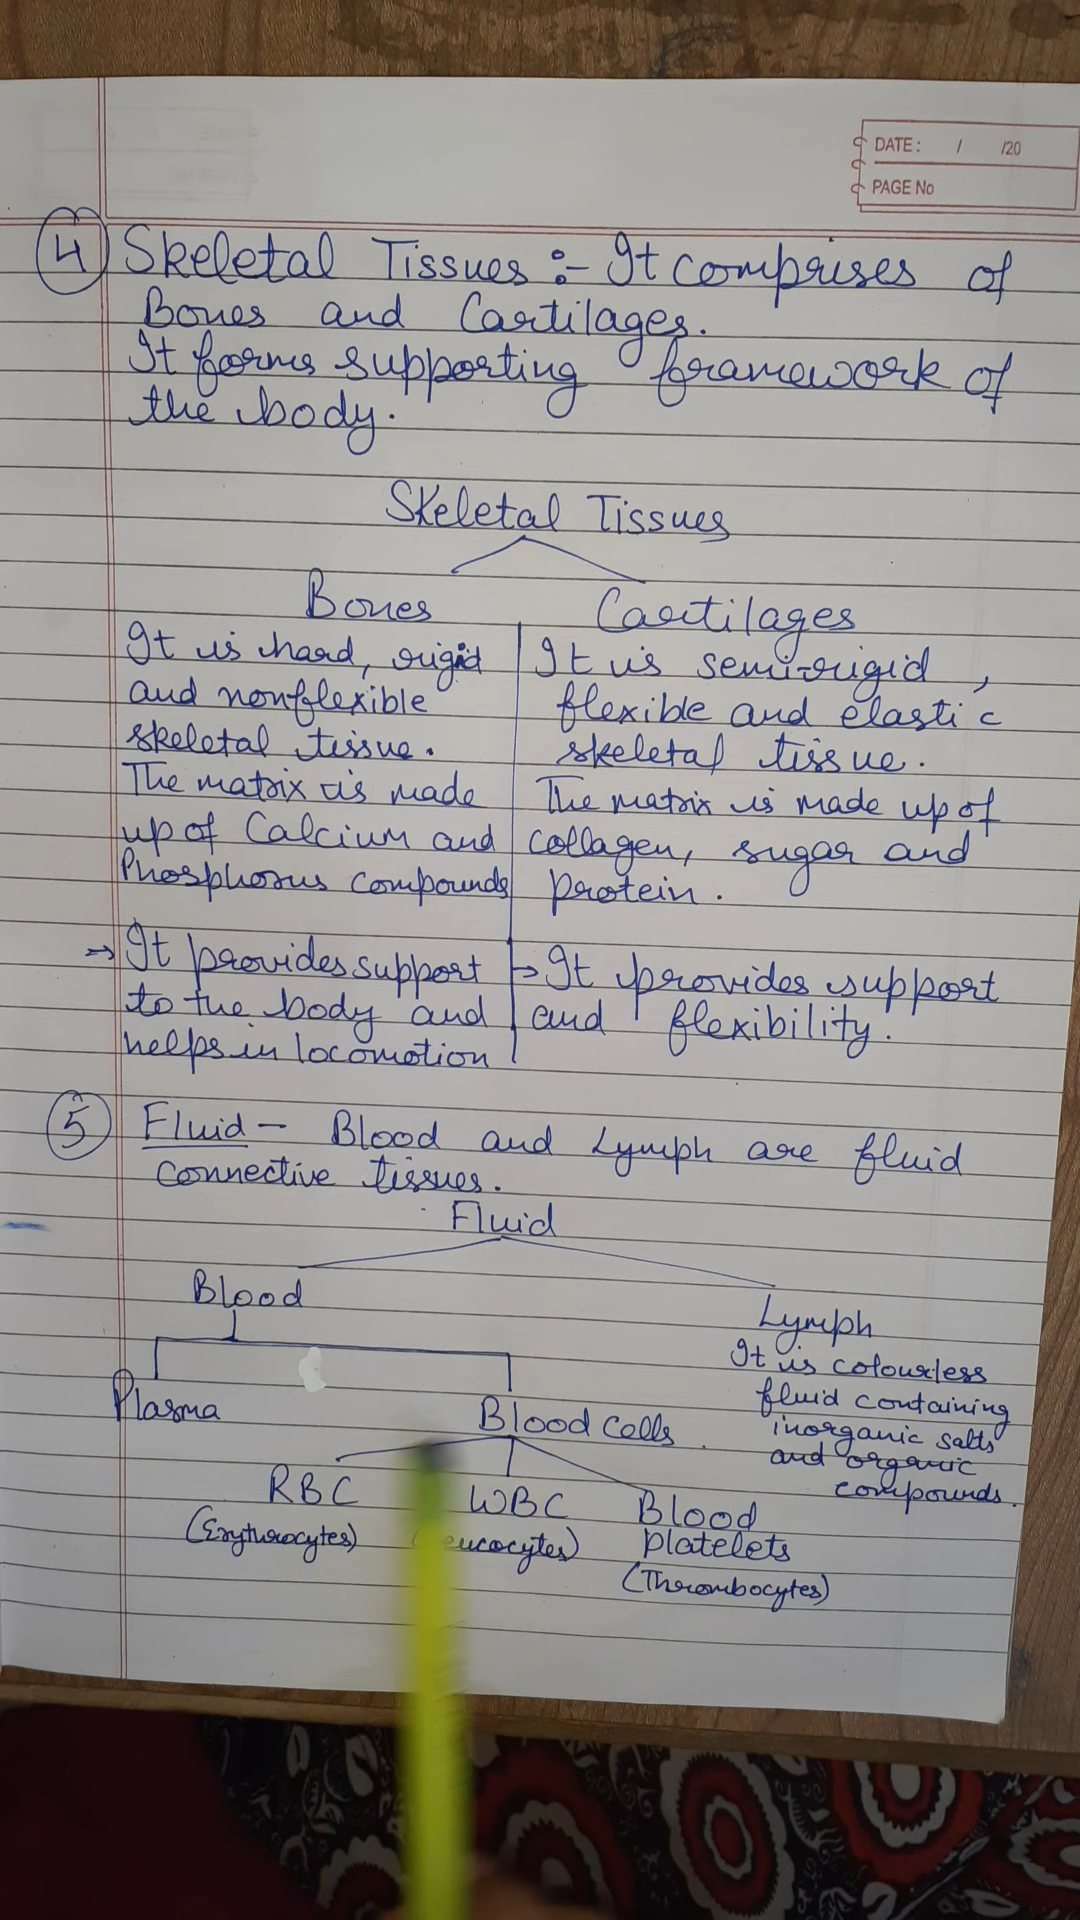 DATE: / /20
PAGE No
4 Skeletal Tissues :- It comprises of
Bones and Cartilages.
It forms supporting framework of
the body.
Skeletal Tissues
Bones
It is hard, rigid
and nonflexible
skeletal tissue.
The matrix is made
up of Calcium and
Phosphorus compounds
→ It provides support
to the body and
helps in locomotion
Cartilages
It is semi-rigid,
flexible and elastic
skeletal tissue.
The matrix is made up of
collagen, sugar and
protein.
→ It provides support
and flexibility.
5 Fluid - Blood and Lymph are fluid
connective tissues.
Fluid
Blood
Plasma
Blood Cells
RBC
(Erythrocytes)
WBC
Blood
Platelets
(Thrombocytes)
Lymph
It is colourless
fluid containing
inorganic salts
and organic
compounds.